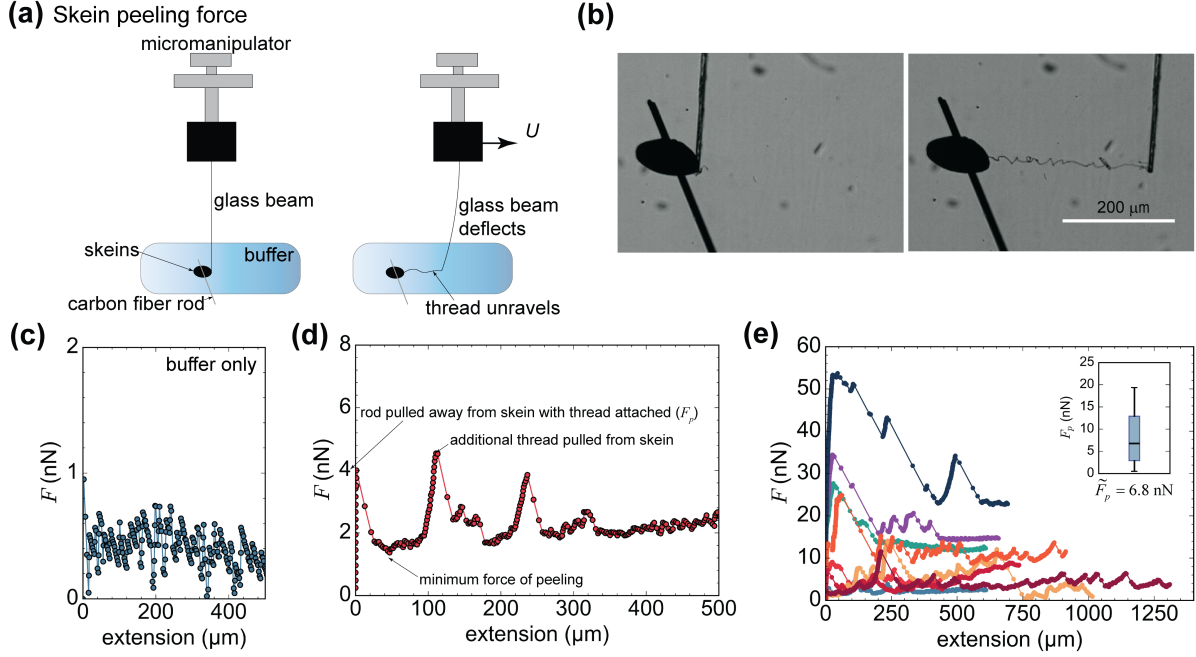 (a) Skein peeling force
micromanipulator
U
glass beam
glass beam
deflects
skeins
buffer
carbon fiber rod
thread unravels
(b)
200 μm
(c)
F (nN)
2
1
0
buffer only
0 200 400
extension (μm)
(d)
F (nN)
8
6
4
2
0
rod pulled away from skein with thread attached (Fp)
additional thread pulled from skein
minimum force of peeling
0 100 200 300 400 500
extension (μm)
(e)
F (nN)
60
50
40
30
20
10
0
0 250 500 750 1000 1250
extension (μm)
Fp (nN)
25
20
15
10
5
0
F̃p = 6.8 nN